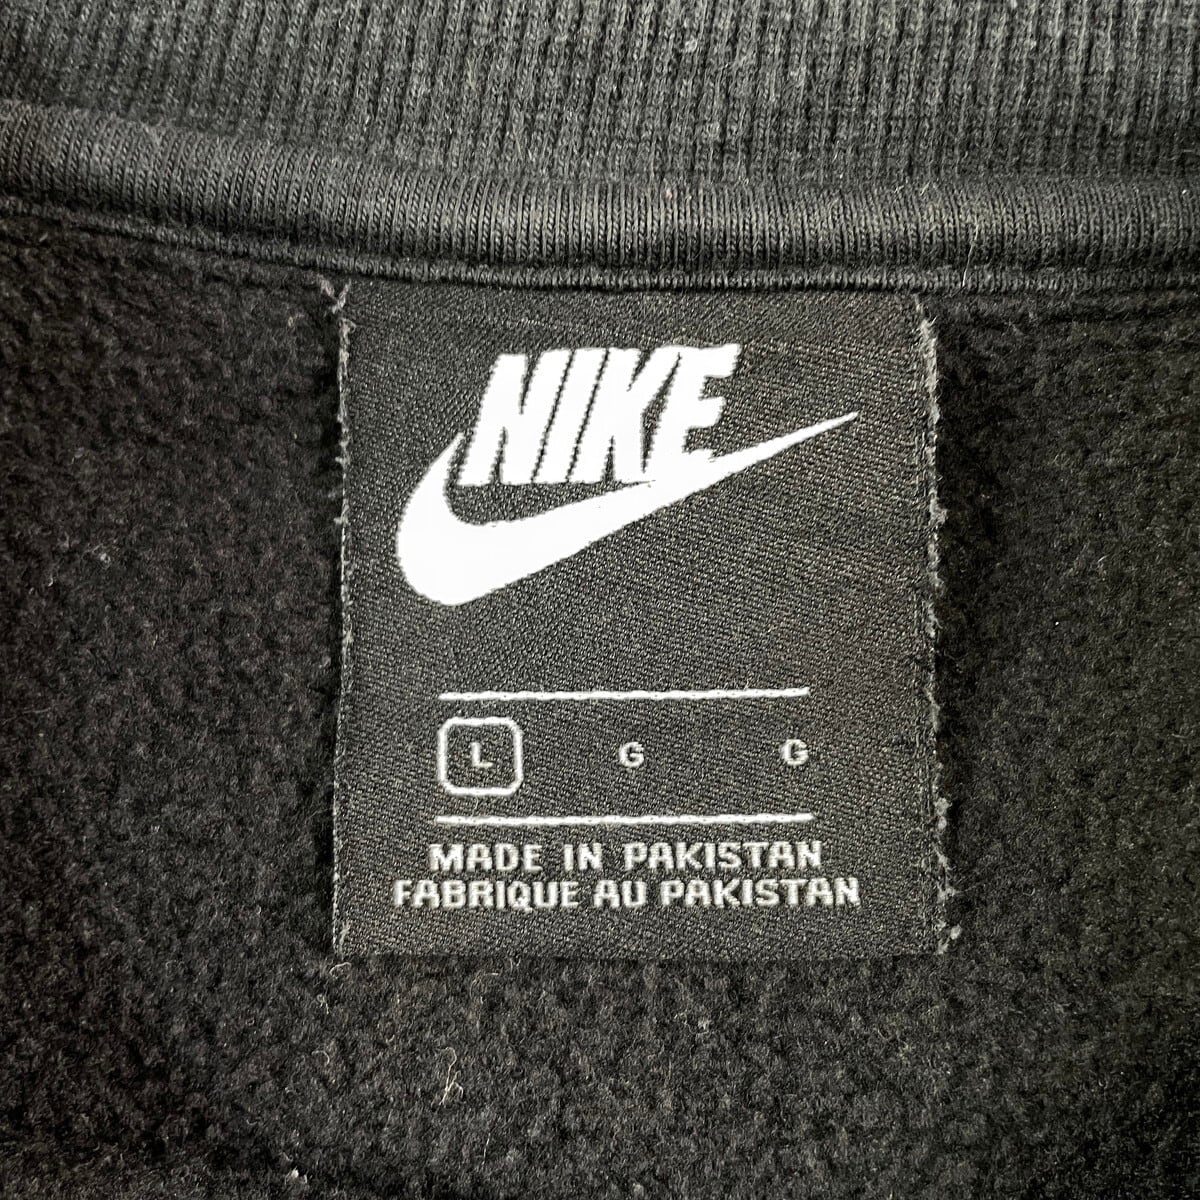 NIKE
L G G
MADE IN PAKISTAN
FABRIQUE AU PAKISTAN